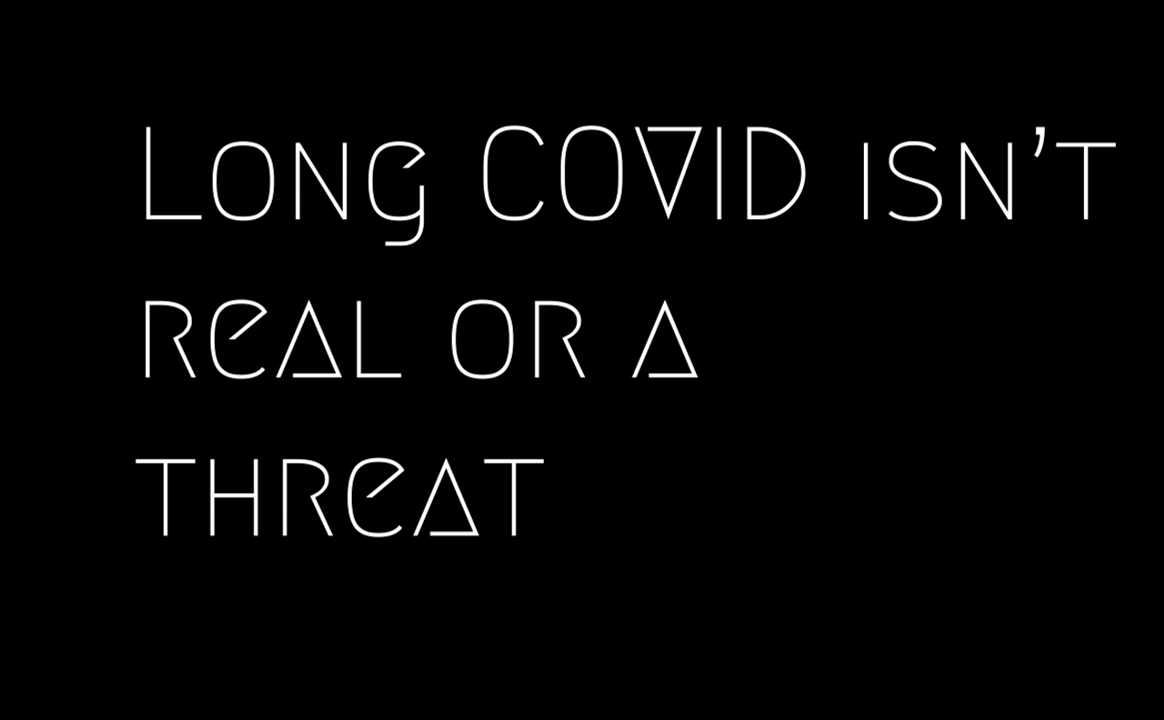 Long COVID isn’t
real or a
threat